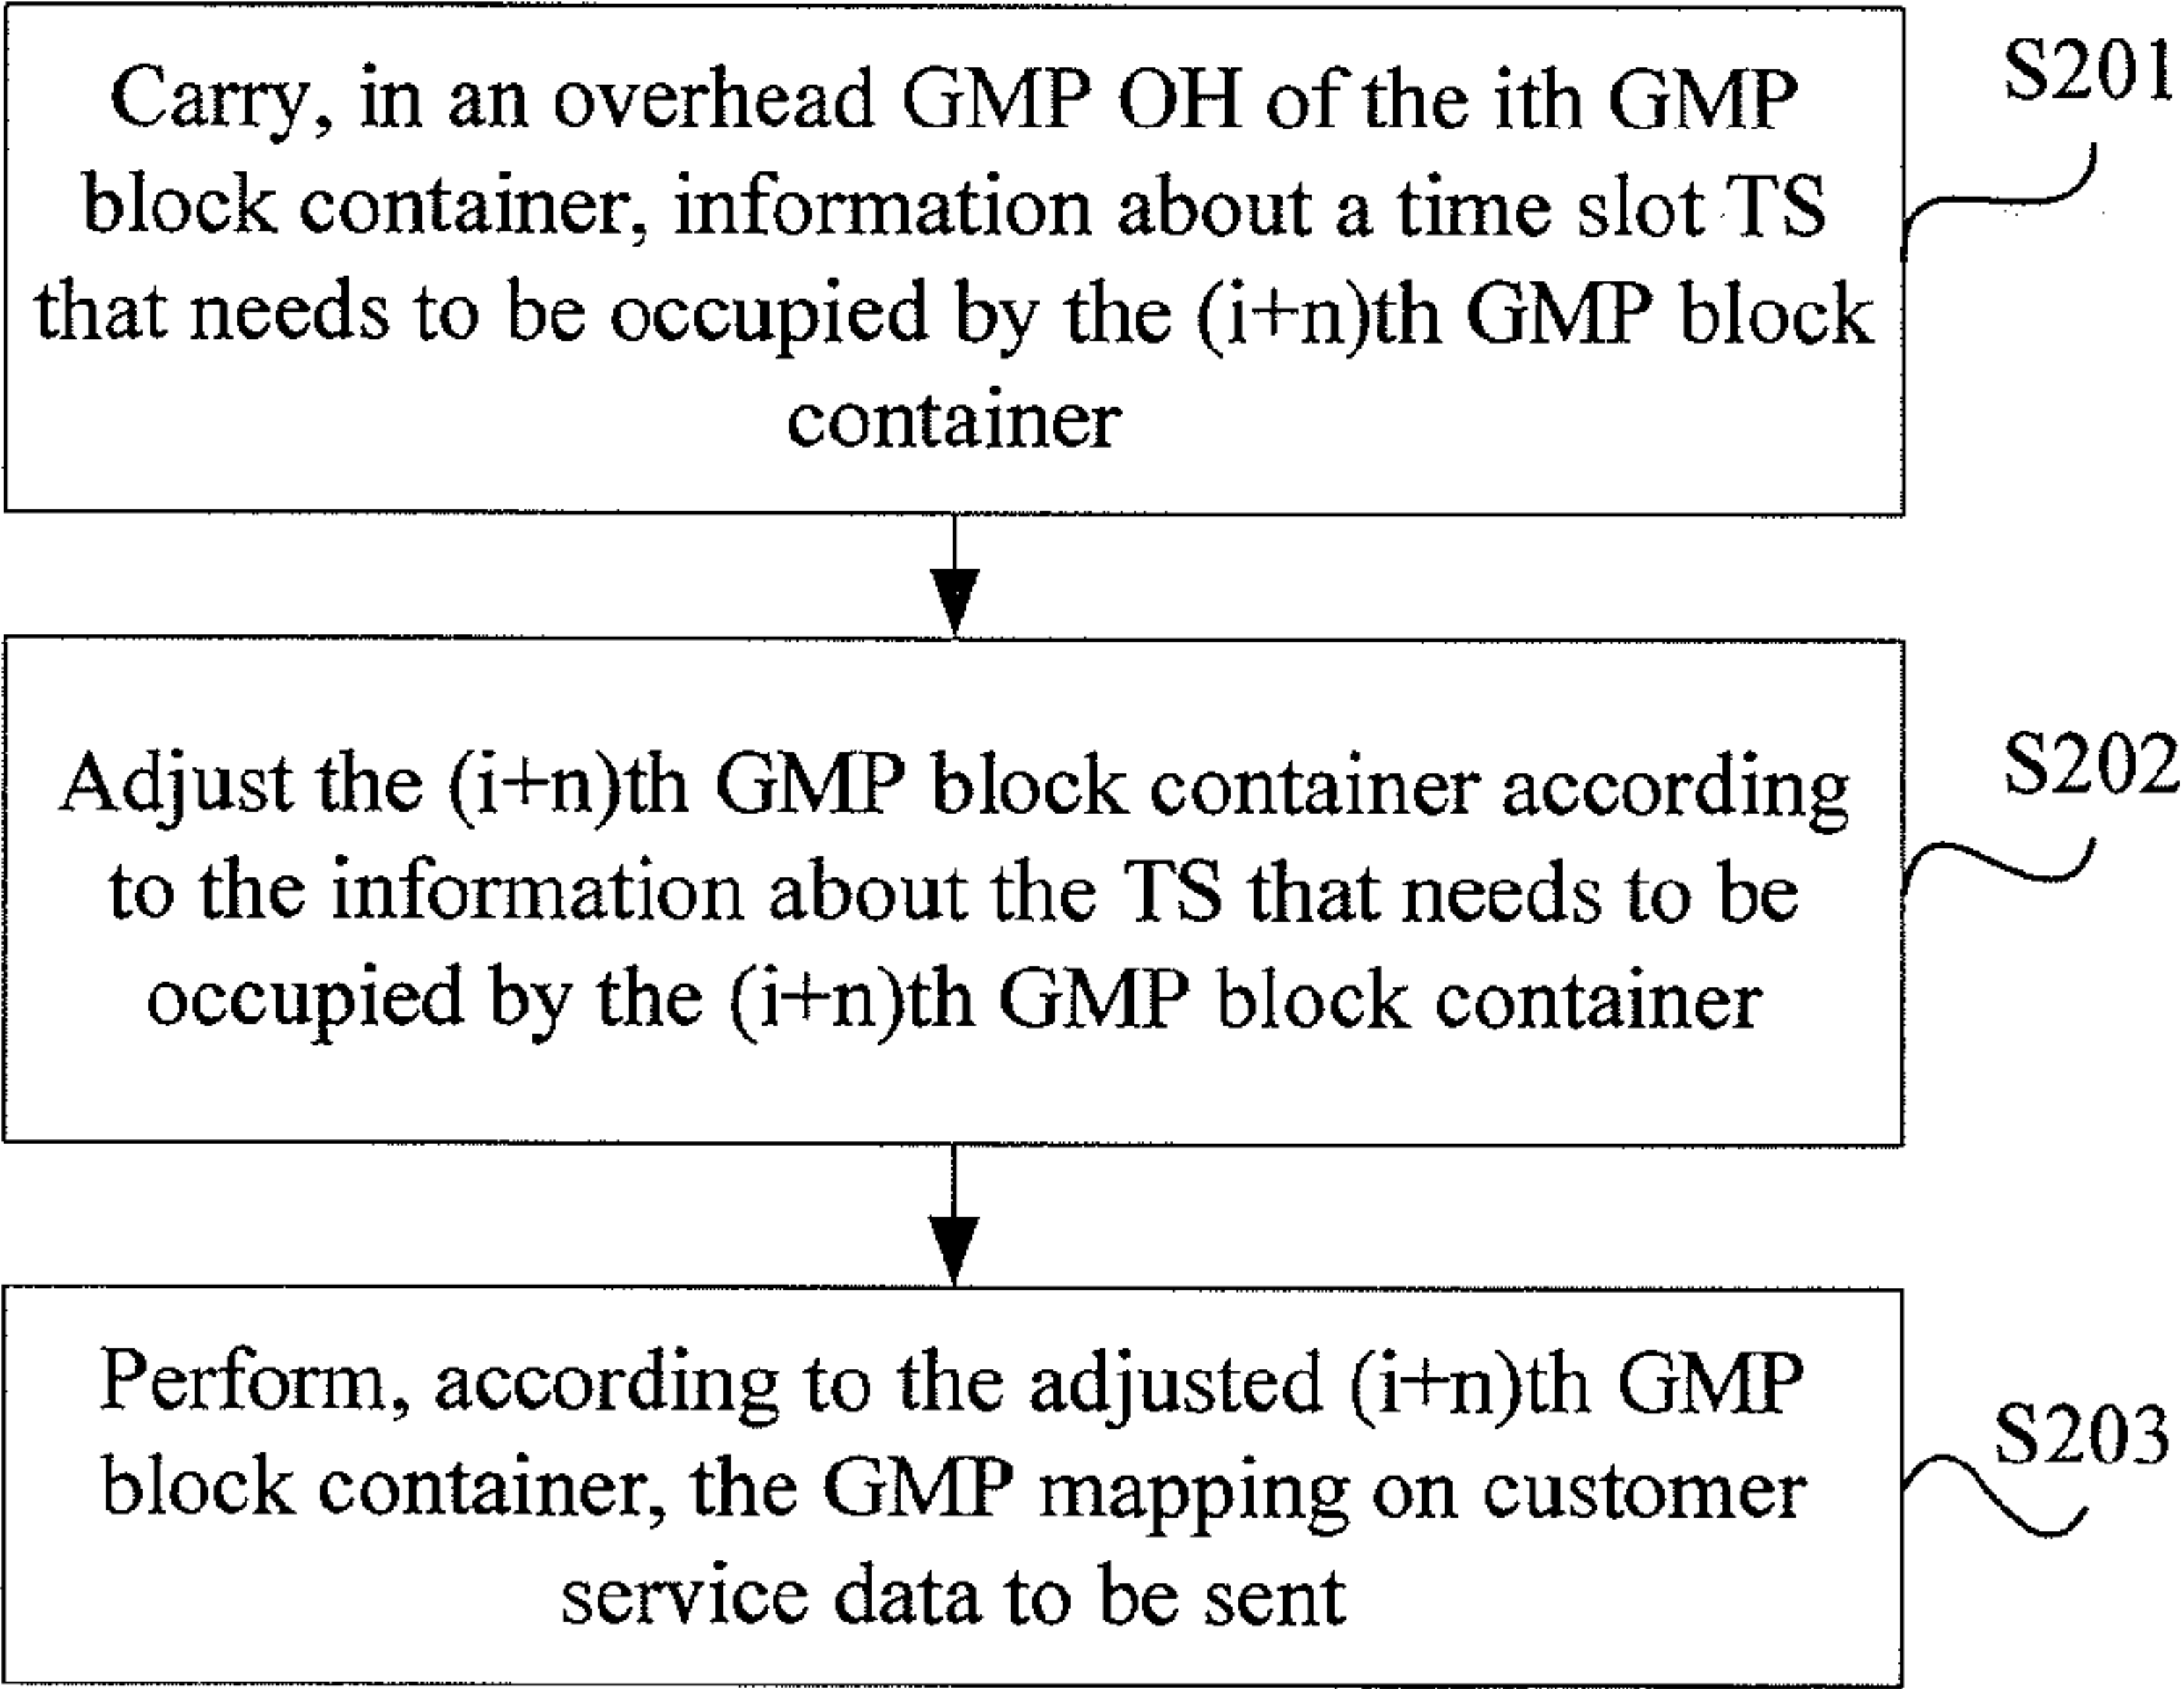 Carry, in an overhead GMP OH of the ith GMP
block container, information about a time slot TS
that needs to be occupied by the (i+n)th GMP block
container
S201
Adjust the (i+n)th GMP block container according
to the information about the TS that needs to be
occupied by the (i+n)th GMP block container
S202
Perform, according to the adjusted (i+n)th GMP
block container, the GMP mapping on customer
service data to be sent
S203